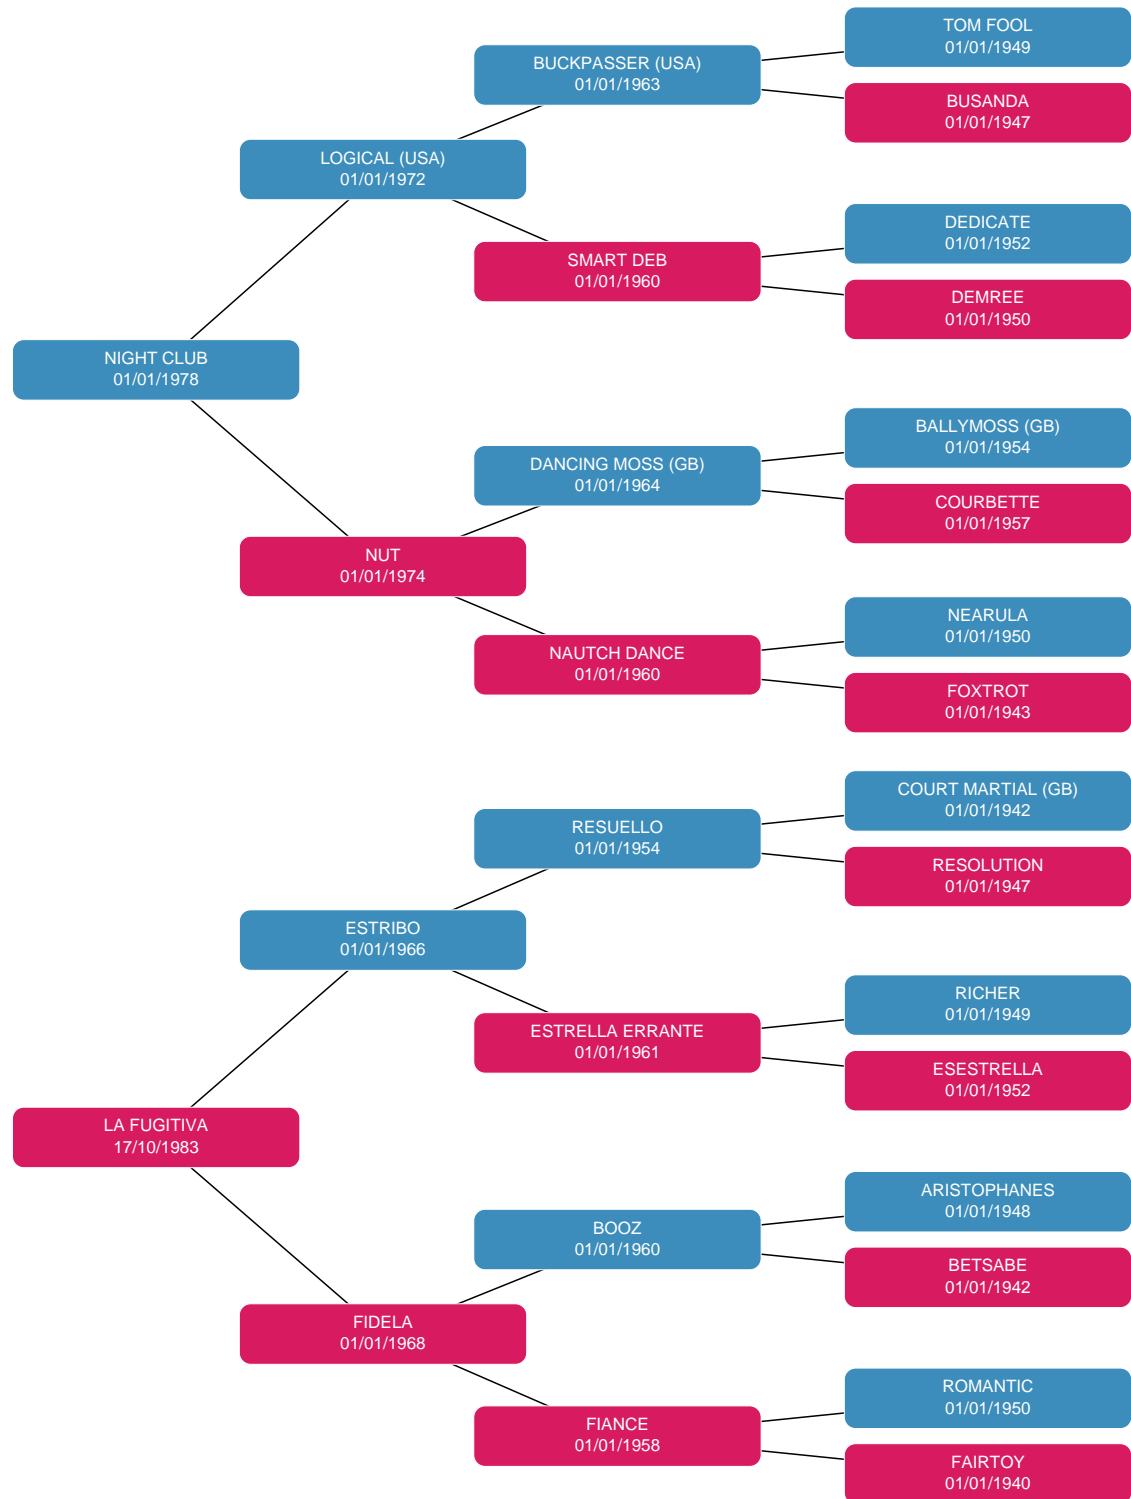 TOM FOOL
01/01/1949
BUCKPASSER (USA)
01/01/1963
BUSANDA
01/01/1947
LOGICAL (USA)
01/01/1972
DEDICATE
01/01/1952
SMART DEB
01/01/1960
DEMREE
01/01/1950
NIGHT CLUB
01/01/1978
BALLYMOSS (GB)
01/01/1954
DANCING MOSS (GB)
01/01/1964
COURBETTE
01/01/1957
NUT
01/01/1974
NEARULA
01/01/1950
NAUTCH DANCE
01/01/1960
FOXTROT
01/01/1943
COURT MARTIAL (GB)
01/01/1942
RESUELLO
01/01/1954
RESOLUTION
01/01/1947
ESTRIBO
01/01/1966
RICHER
01/01/1949
ESTRELLA ERRANTE
01/01/1961
ESESTRELLA
01/01/1952
LA FUGITIVA
17/10/1983
ARISTOPHANES
01/01/1948
BOOZ
01/01/1960
BETSABE
01/01/1942
FIDELA
01/01/1968
ROMANTIC
01/01/1950
FIANCE
01/01/1958
FAIRTOY
01/01/1940